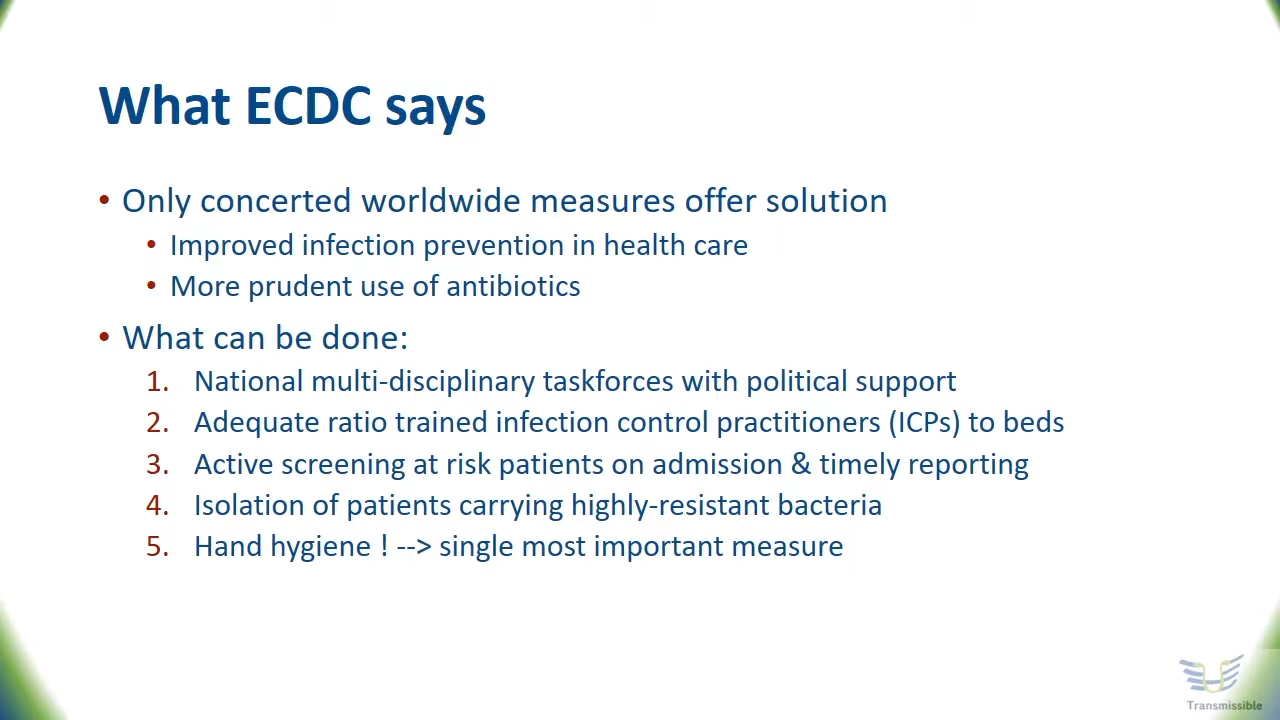 What ECDC says
• Only concerted worldwide measures offer solution
• Improved infection prevention in health care
• More prudent use of antibiotics
• What can be done:
1. National multi-disciplinary taskforces with political support
2. Adequate ratio trained infection control practitioners (ICPs) to beds
3. Active screening at risk patients on admission & timely reporting
4. Isolation of patients carrying highly-resistant bacteria
5. Hand hygiene ! --> single most important measure
Transmissible